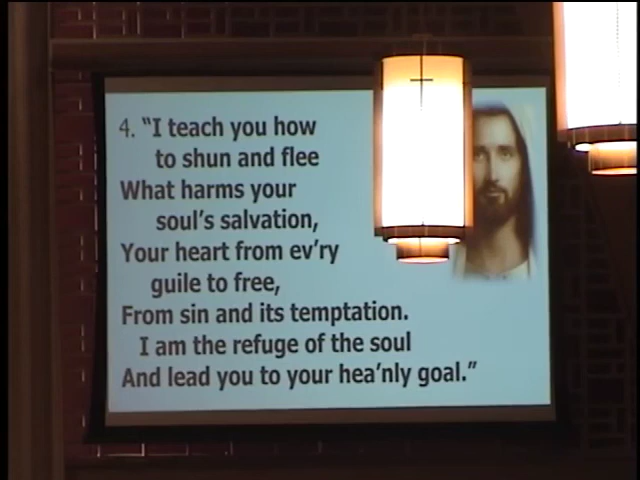 4. “I teach you how
to shun and flee
What harms your
soul’s salvation,
Your heart from ev’ry
guile to free,
From sin and its temptation.
I am the refuge of the soul
And lead you to your hea’nly goal.”